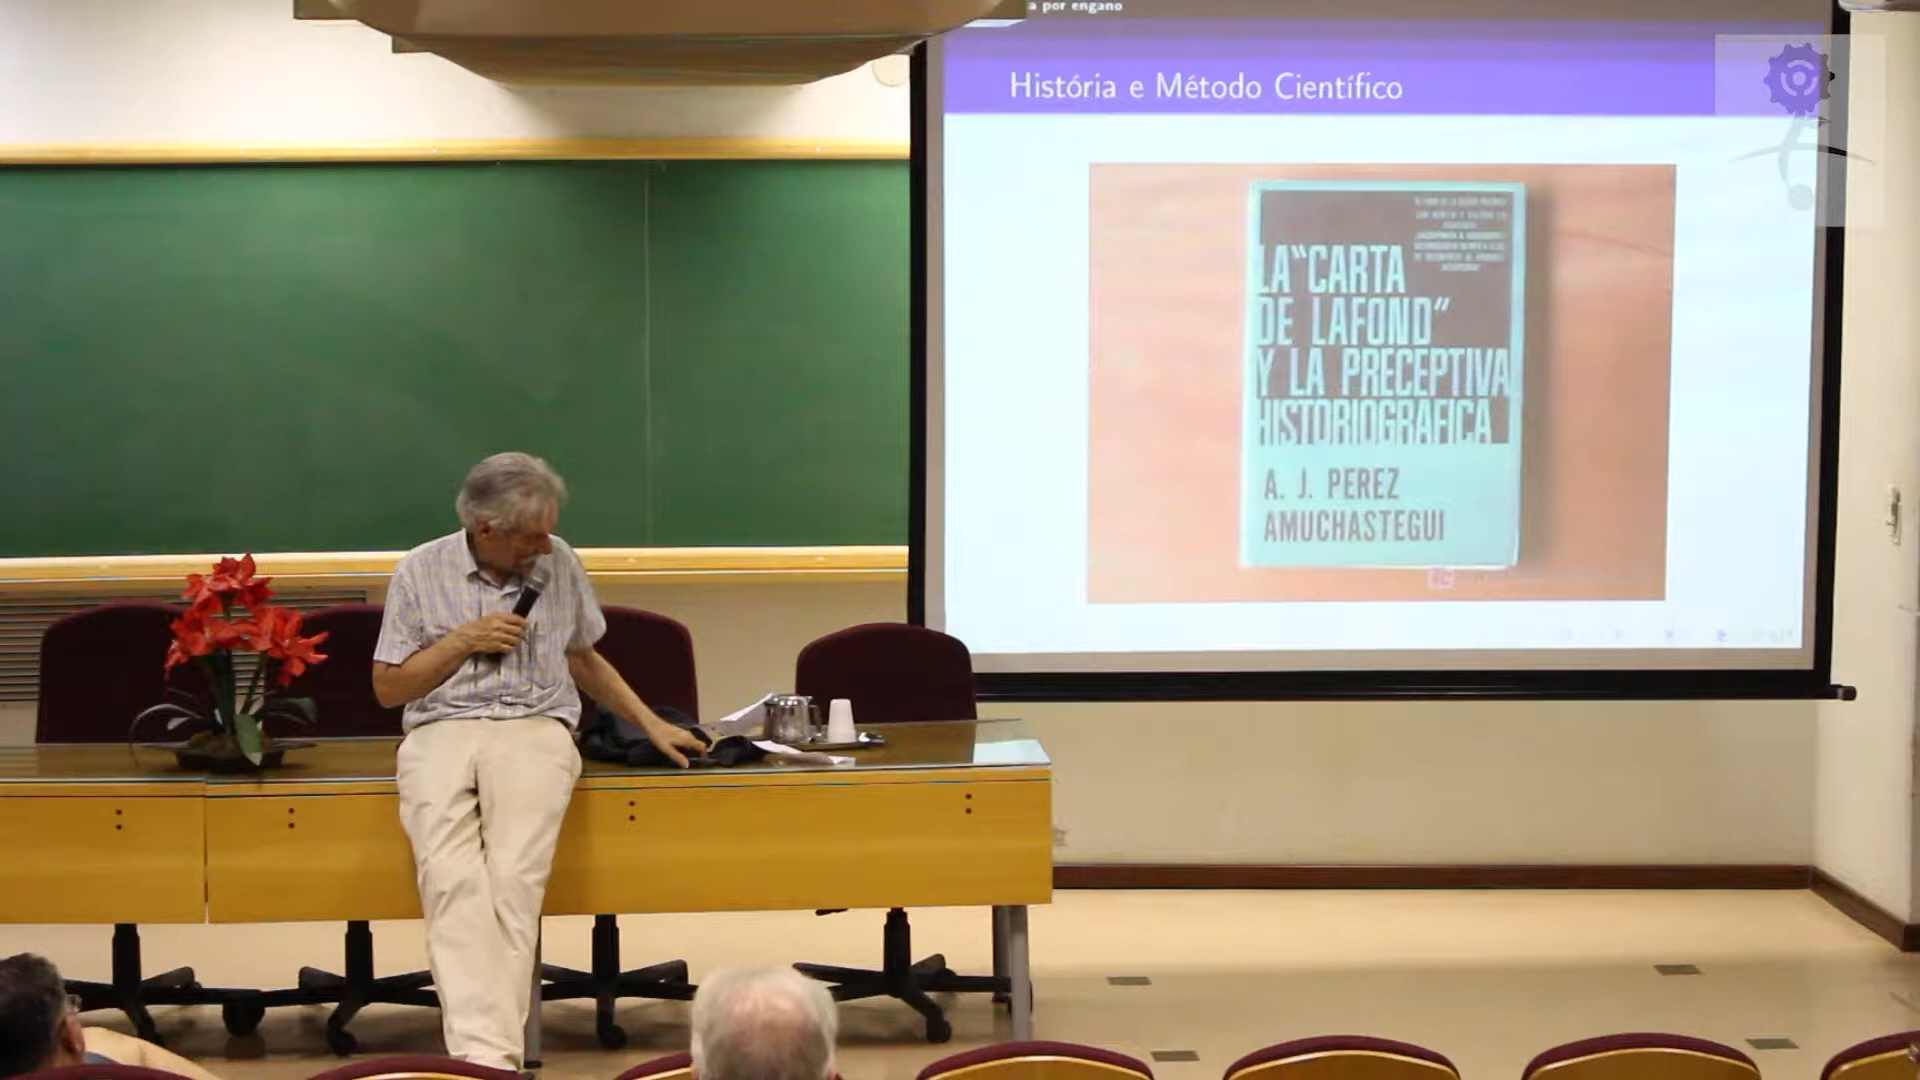 a por engano
História e Método Científico
LA "CARTA
DE LAFOND"
Y LA PRECEPTIVA
HISTORIOGRAFICA
A. J. PEREZ
AMUCHASTEGUI